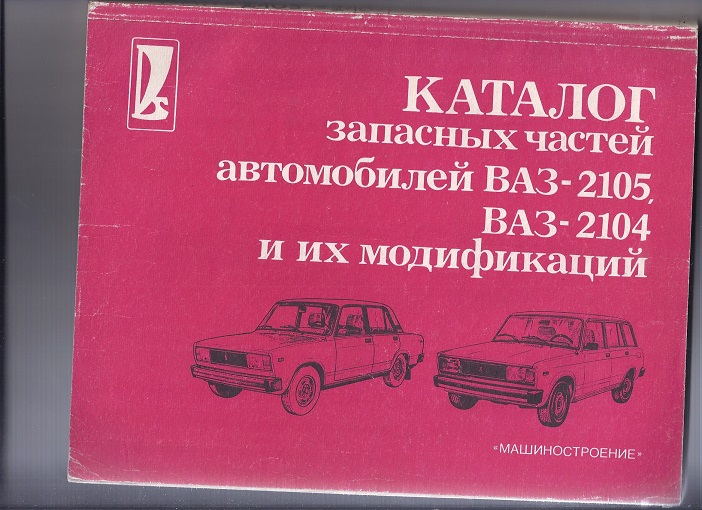 КАТАЛОГ
запасных частей
автомобилей ВАЗ-2105,
ВАЗ-2104
и их модификаций
«МАШИНОСТРОЕНИЕ»